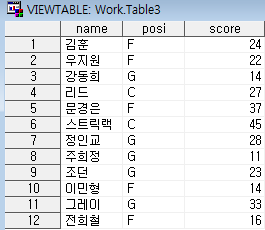 VIEWTABLE: Work.Table3
name posi score
1 김훈 F 24
2 우지원 F 22
3 강동희 G 14
4 리드 C 27
5 문경은 F 37
6 스트릭랙 C 45
7 정인교 G 28
8 주희정 G 11
9 조던 G 23
10 이민형 F 14
11 그레이 G 33
12 전희철 F 16